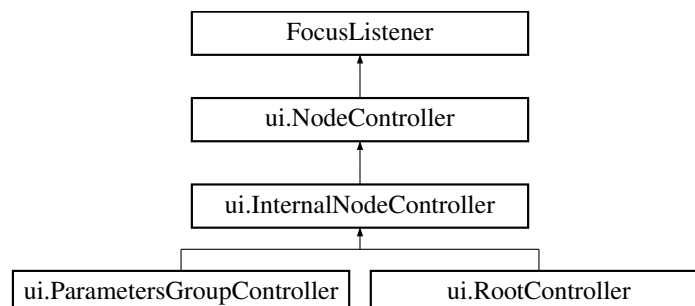 FocusListener
ui.NodeController
ui.InternalNodeController
ui.ParametersGroupController
ui.RootController